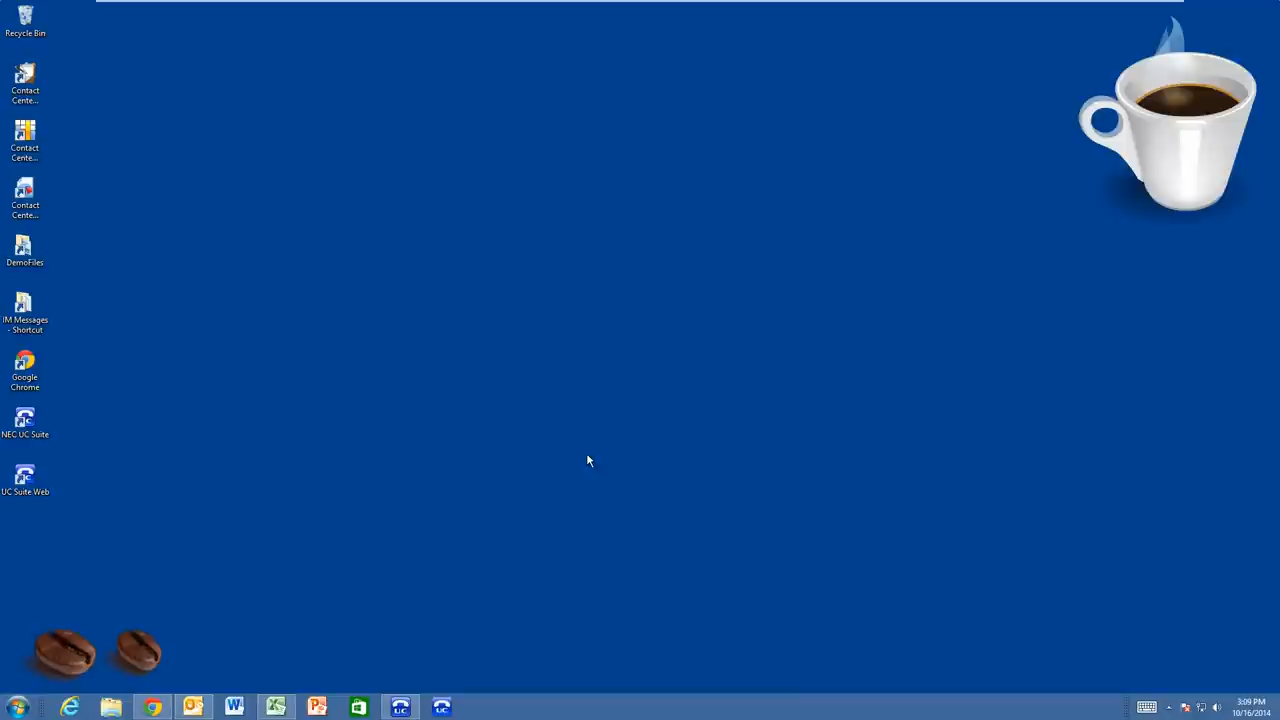 Recycle Bin
Contact
Cente...
Contact
Cente...
Contact
Cente...
DemoFiles
IM Messages
- Shortcut
Google
Chrome
NEC UC Suite
UC Suite Web
3:09 PM
10/16/2014